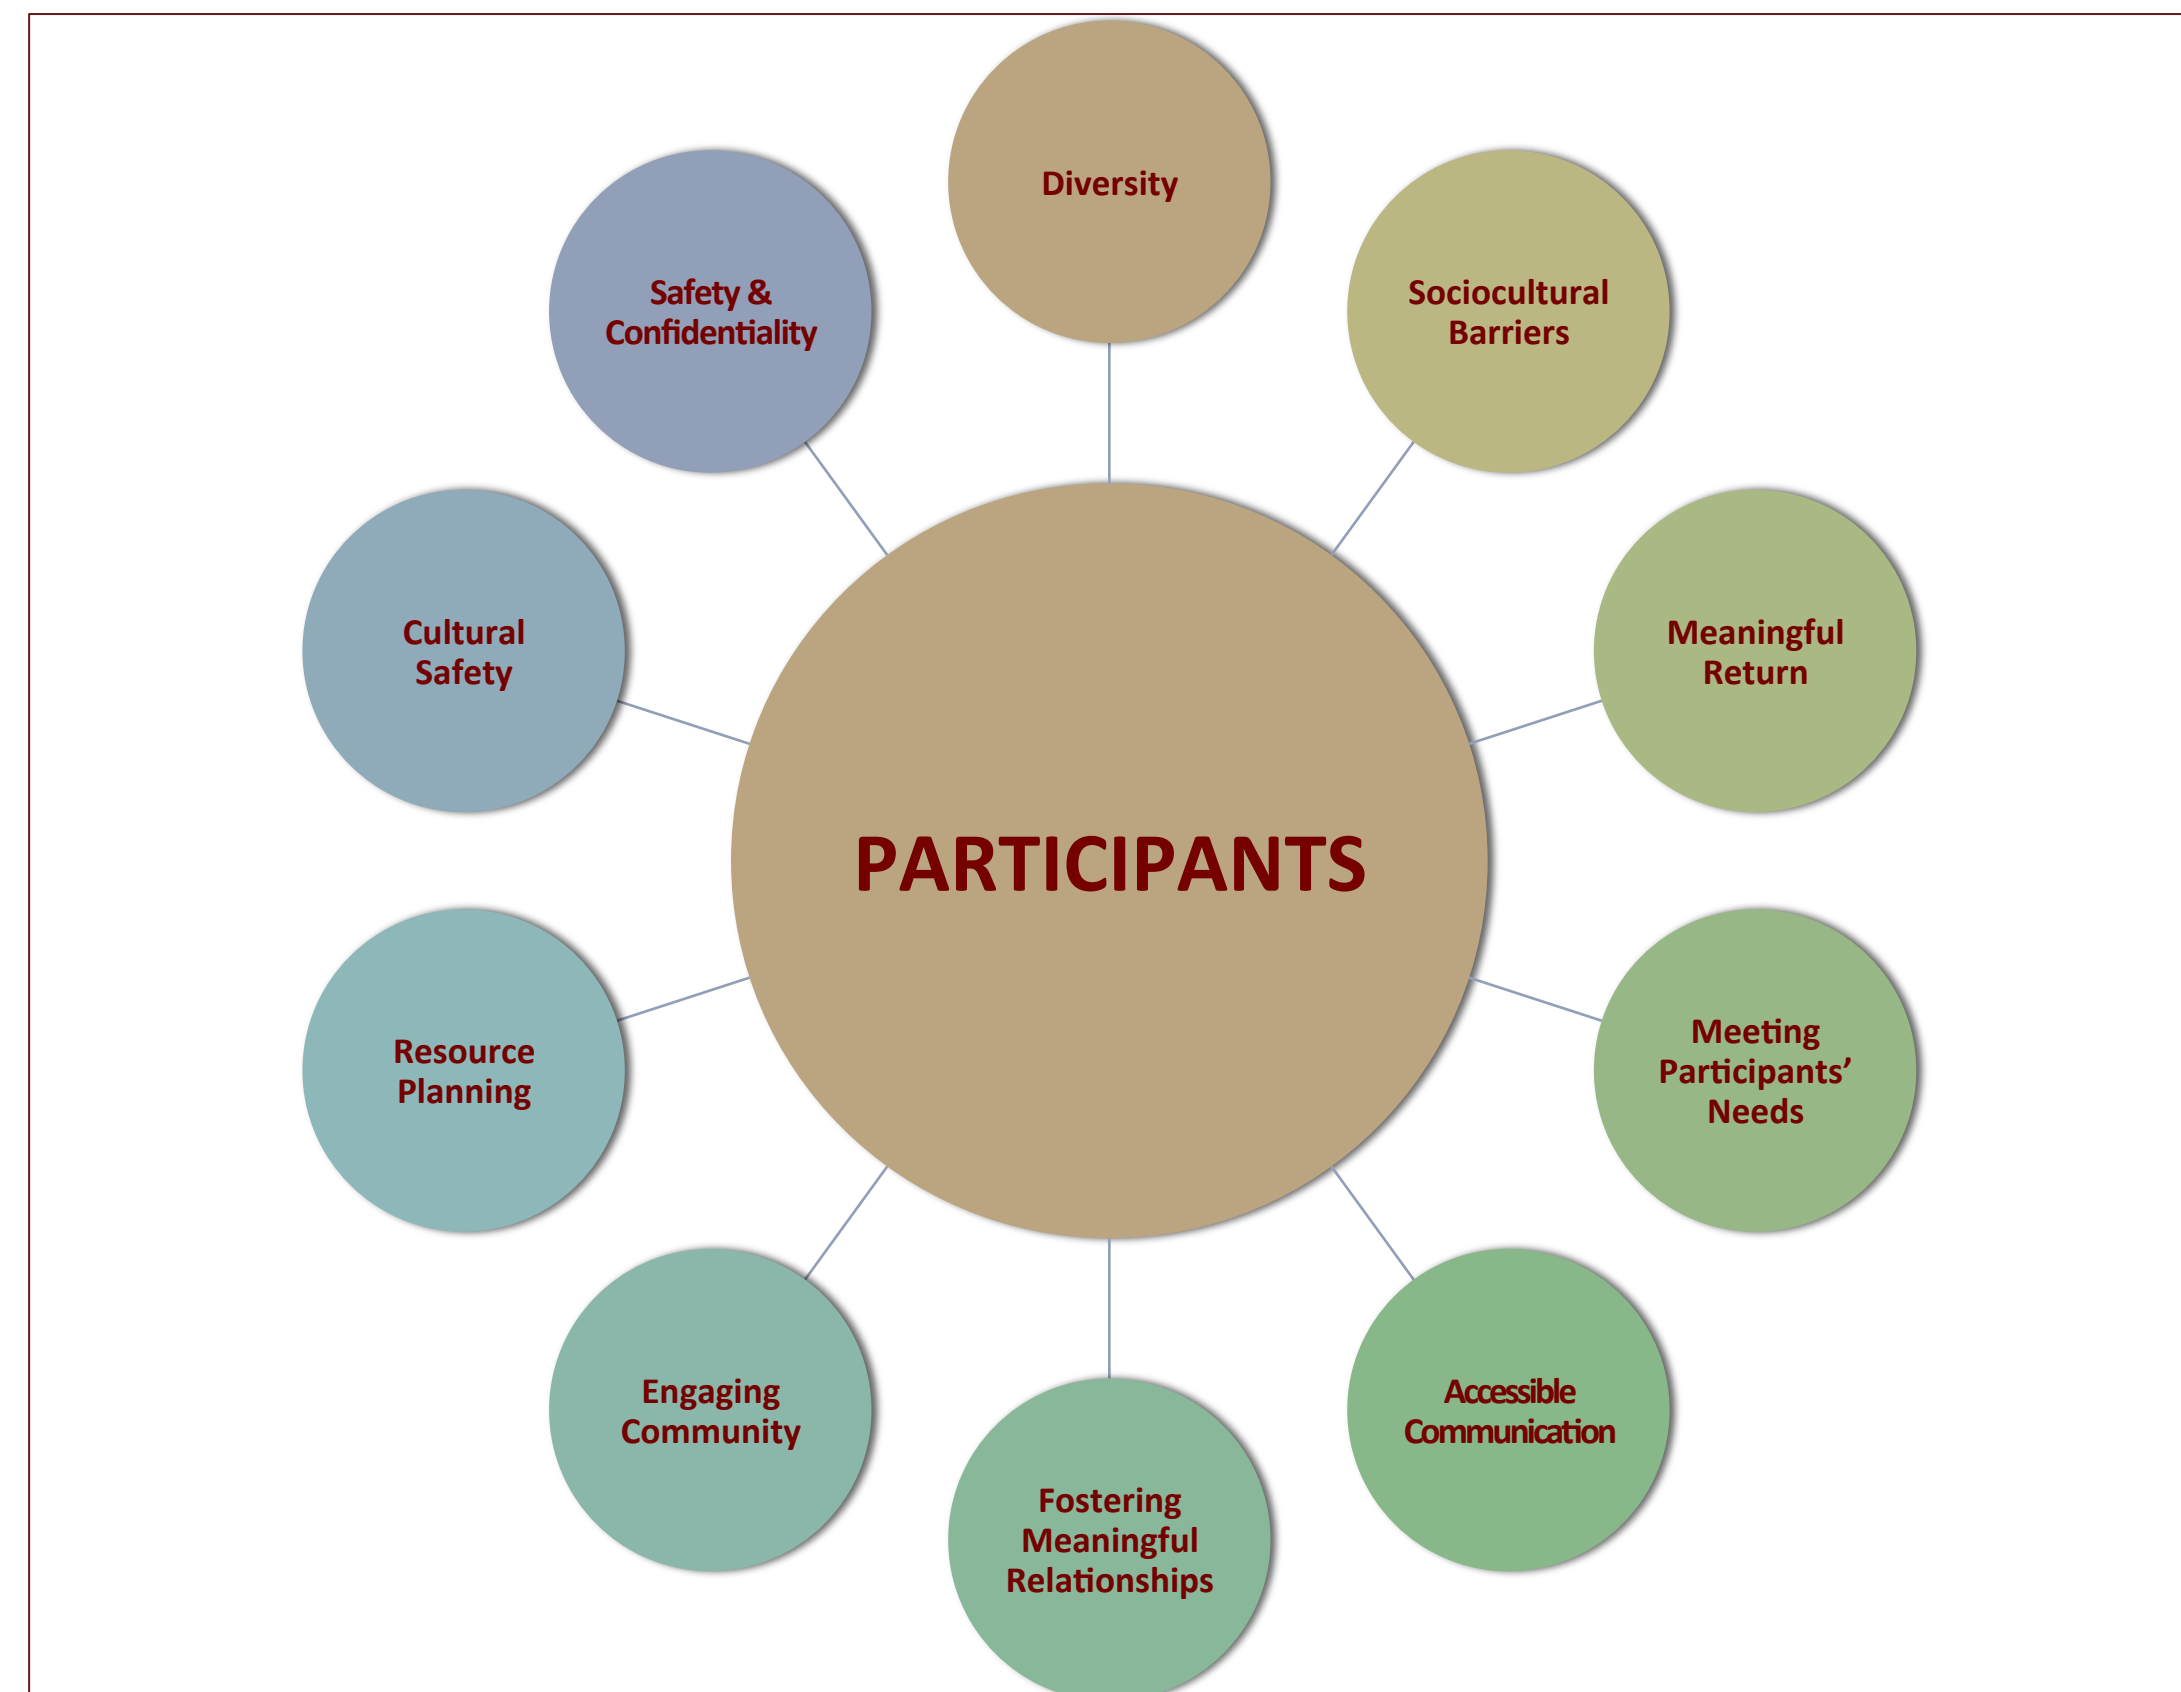 Diversity
Sociocultural
Barriers
Meaningful
Return
Meeting
Participants’
Needs
Accessible
Communication
Fostering
Meaningful
Relationships
Engaging
Community
Resource
Planning
Cultural
Safety
Safety &
Confidentiality
PARTICIPANTS